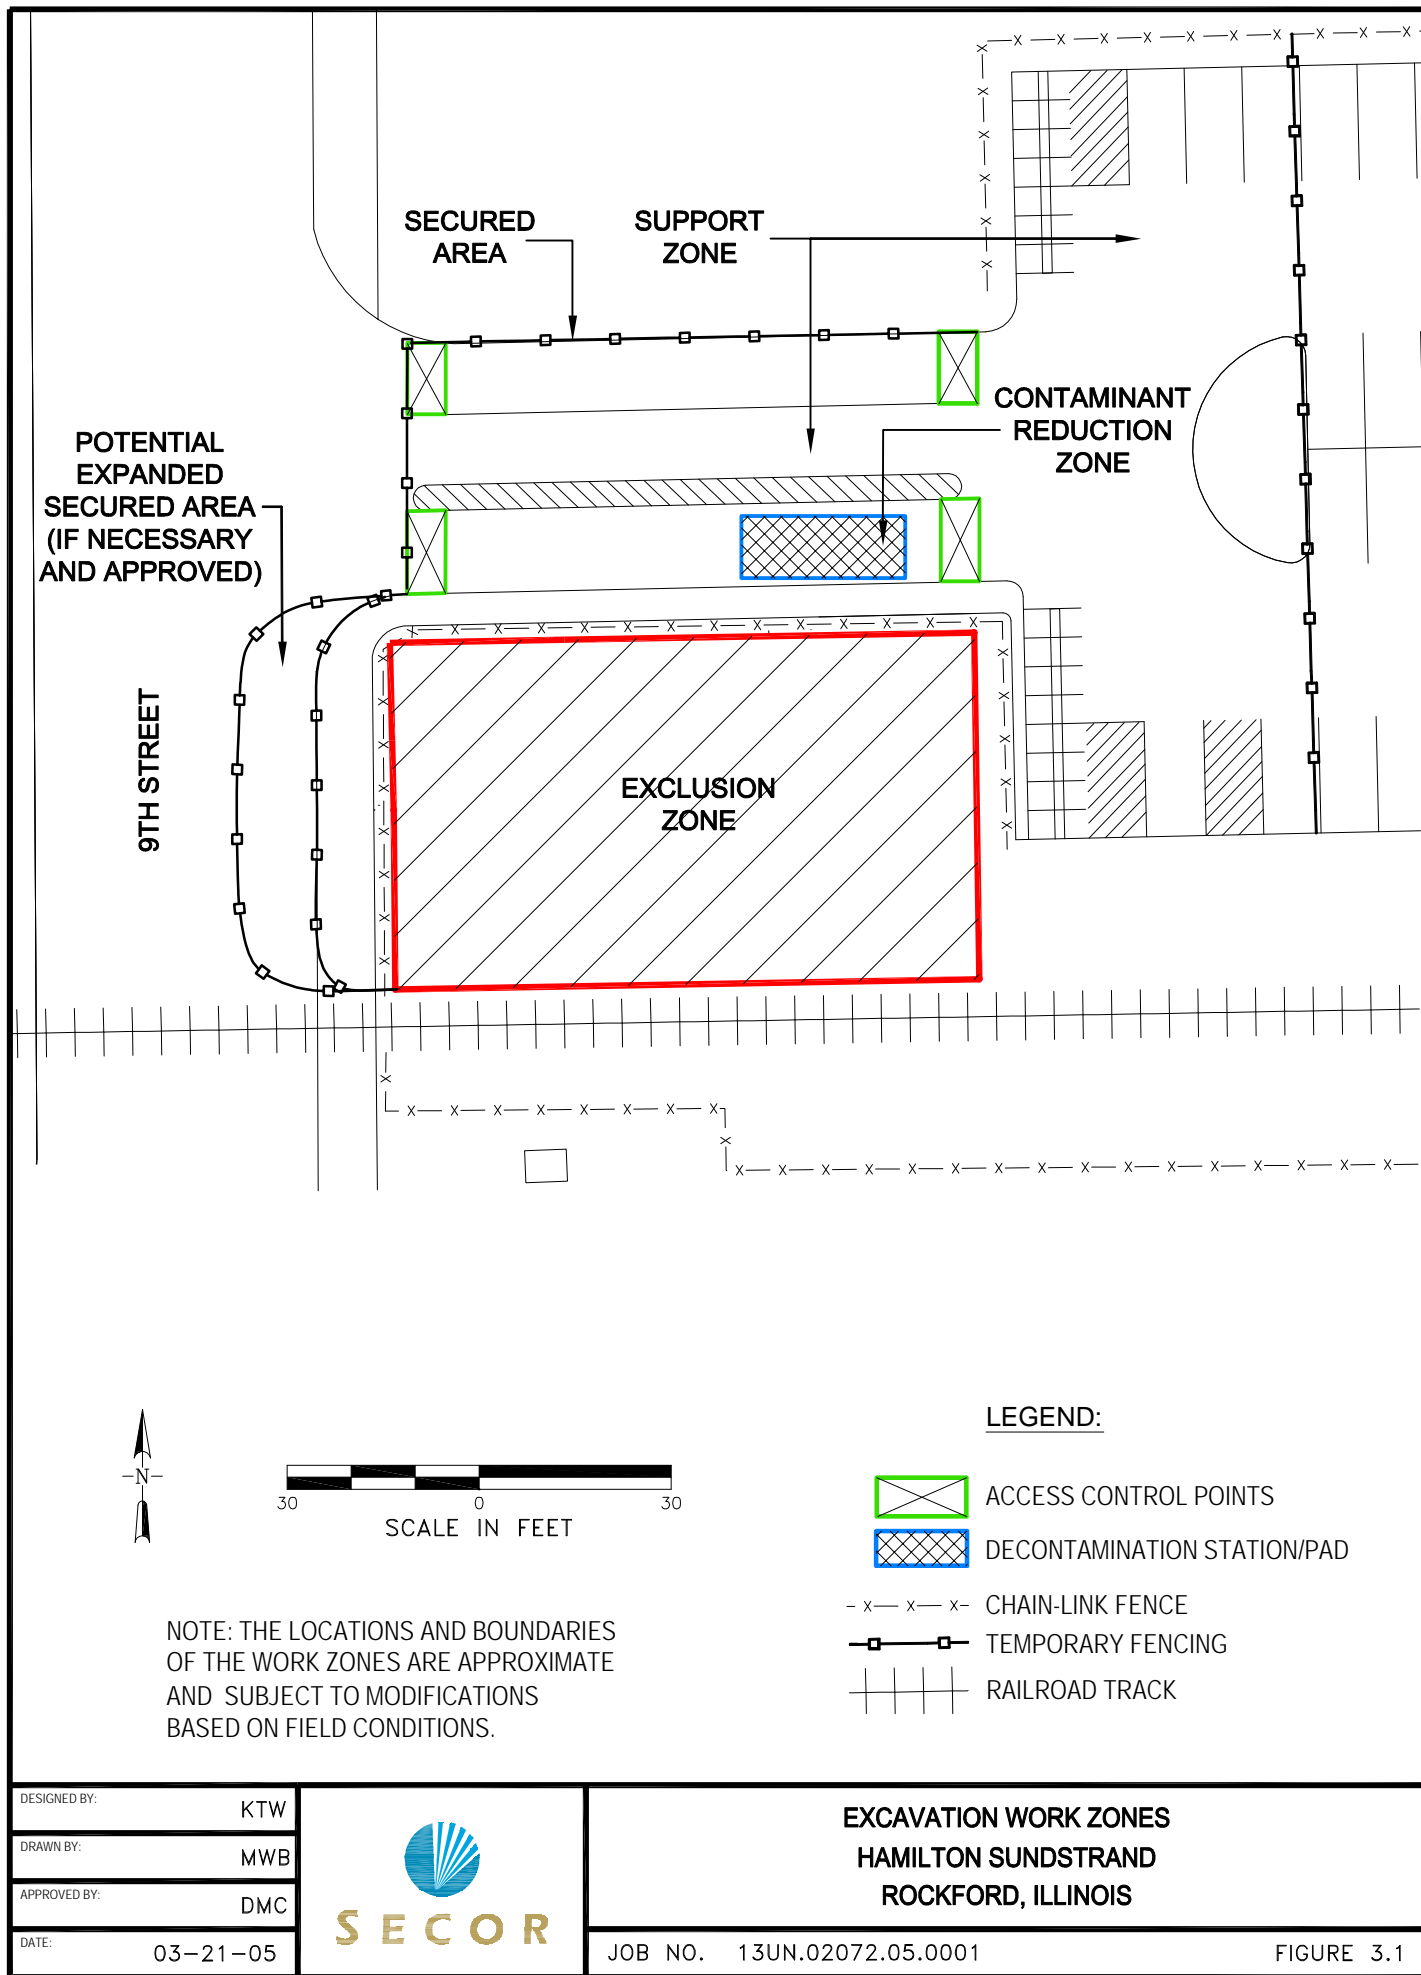 SECURED
AREA
SUPPORT
ZONE
CONTAMINANT
REDUCTION
ZONE
POTENTIAL
EXPANDED
SECURED AREA
(IF NECESSARY
AND APPROVED)
9TH STREET
EXCLUSION
ZONE
N
30 0 30
SCALE IN FEET
LEGEND:
ACCESS CONTROL POINTS
DECONTAMINATION STATION/PAD
CHAIN-LINK FENCE
TEMPORARY FENCING
RAILROAD TRACK
NOTE: THE LOCATIONS AND BOUNDARIES
OF THE WORK ZONES ARE APPROXIMATE
AND SUBJECT TO MODIFICATIONS
BASED ON FIELD CONDITIONS.
DESIGNED BY: KTW
DRAWN BY: MWB
APPROVED BY: DMC
DATE: 03-21-05
SECOR
EXCAVATION WORK ZONES
HAMILTON SUNDSTRAND
ROCKFORD, ILLINOIS
JOB NO. 13UN.02072.05.0001 FIGURE 3.1